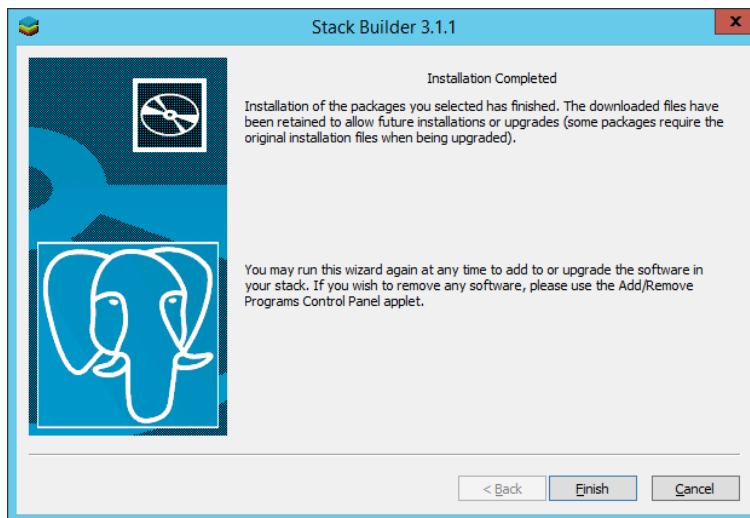 Stack Builder 3.1.1
x
Installation Completed
Installation of the packages you selected has finished. The downloaded files have
been retained to allow future installations or upgrades (some packages require the
original installation files when being upgraded).
You may run this wizard again at any time to add to or upgrade the software in
your stack. If you wish to remove any software, please use the Add/Remove
Programs Control Panel applet.
< Back Finish Cancel